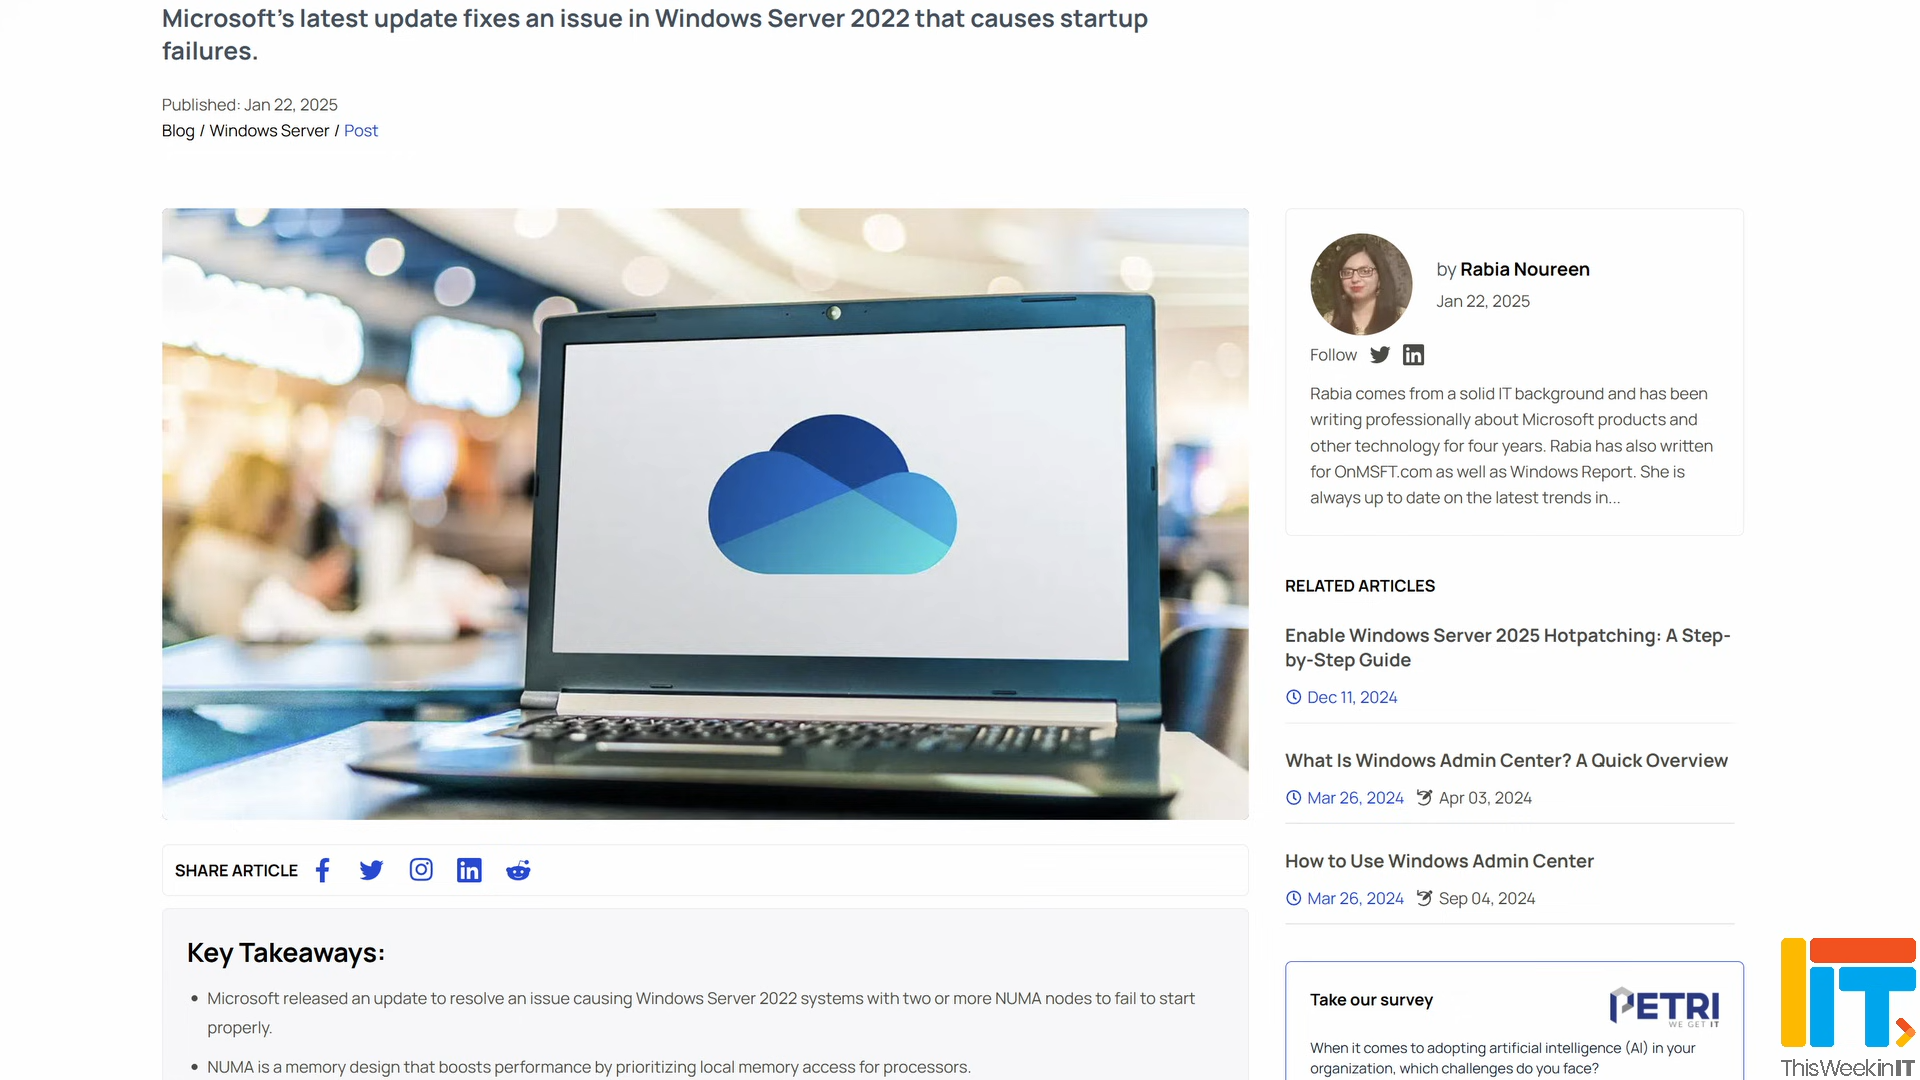 Microsoft's latest update fixes an issue in Windows Server 2022 that causes startup
failures.
Published: Jan 22, 2025
Blog / Windows Server / Post
by Rabia Noureen
Jan 22, 2025
Follow
Rabia comes from a solid IT background and has been
writing professionally about Microsoft products and
other technology for four years. Rabia has also written
for OnMSFT.com as well as Windows Report. She is
always up to date on the latest trends in...
RELATED ARTICLES
Enable Windows Server 2025 Hotpatching: A Step-
by-Step Guide
Dec 11, 2024
What Is Windows Admin Center? A Quick Overview
Mar 26, 2024 Apr 03, 2024
How to Use Windows Admin Center
Mar 26, 2024 Sep 04, 2024
SHARE ARTICLE
Key Takeaways:
• Microsoft released an update to resolve an issue causing Windows Server 2022 systems with two or more NUMA nodes to fail to start
properly.
• NUMA is a memory design that boosts performance by prioritizing local memory access for processors.
Take our survey
PETRI
WE GET IT
When it comes to adopting artificial intelligence (AI) in your
organization, which challenges do you face?
IT
ThisWeekinIT